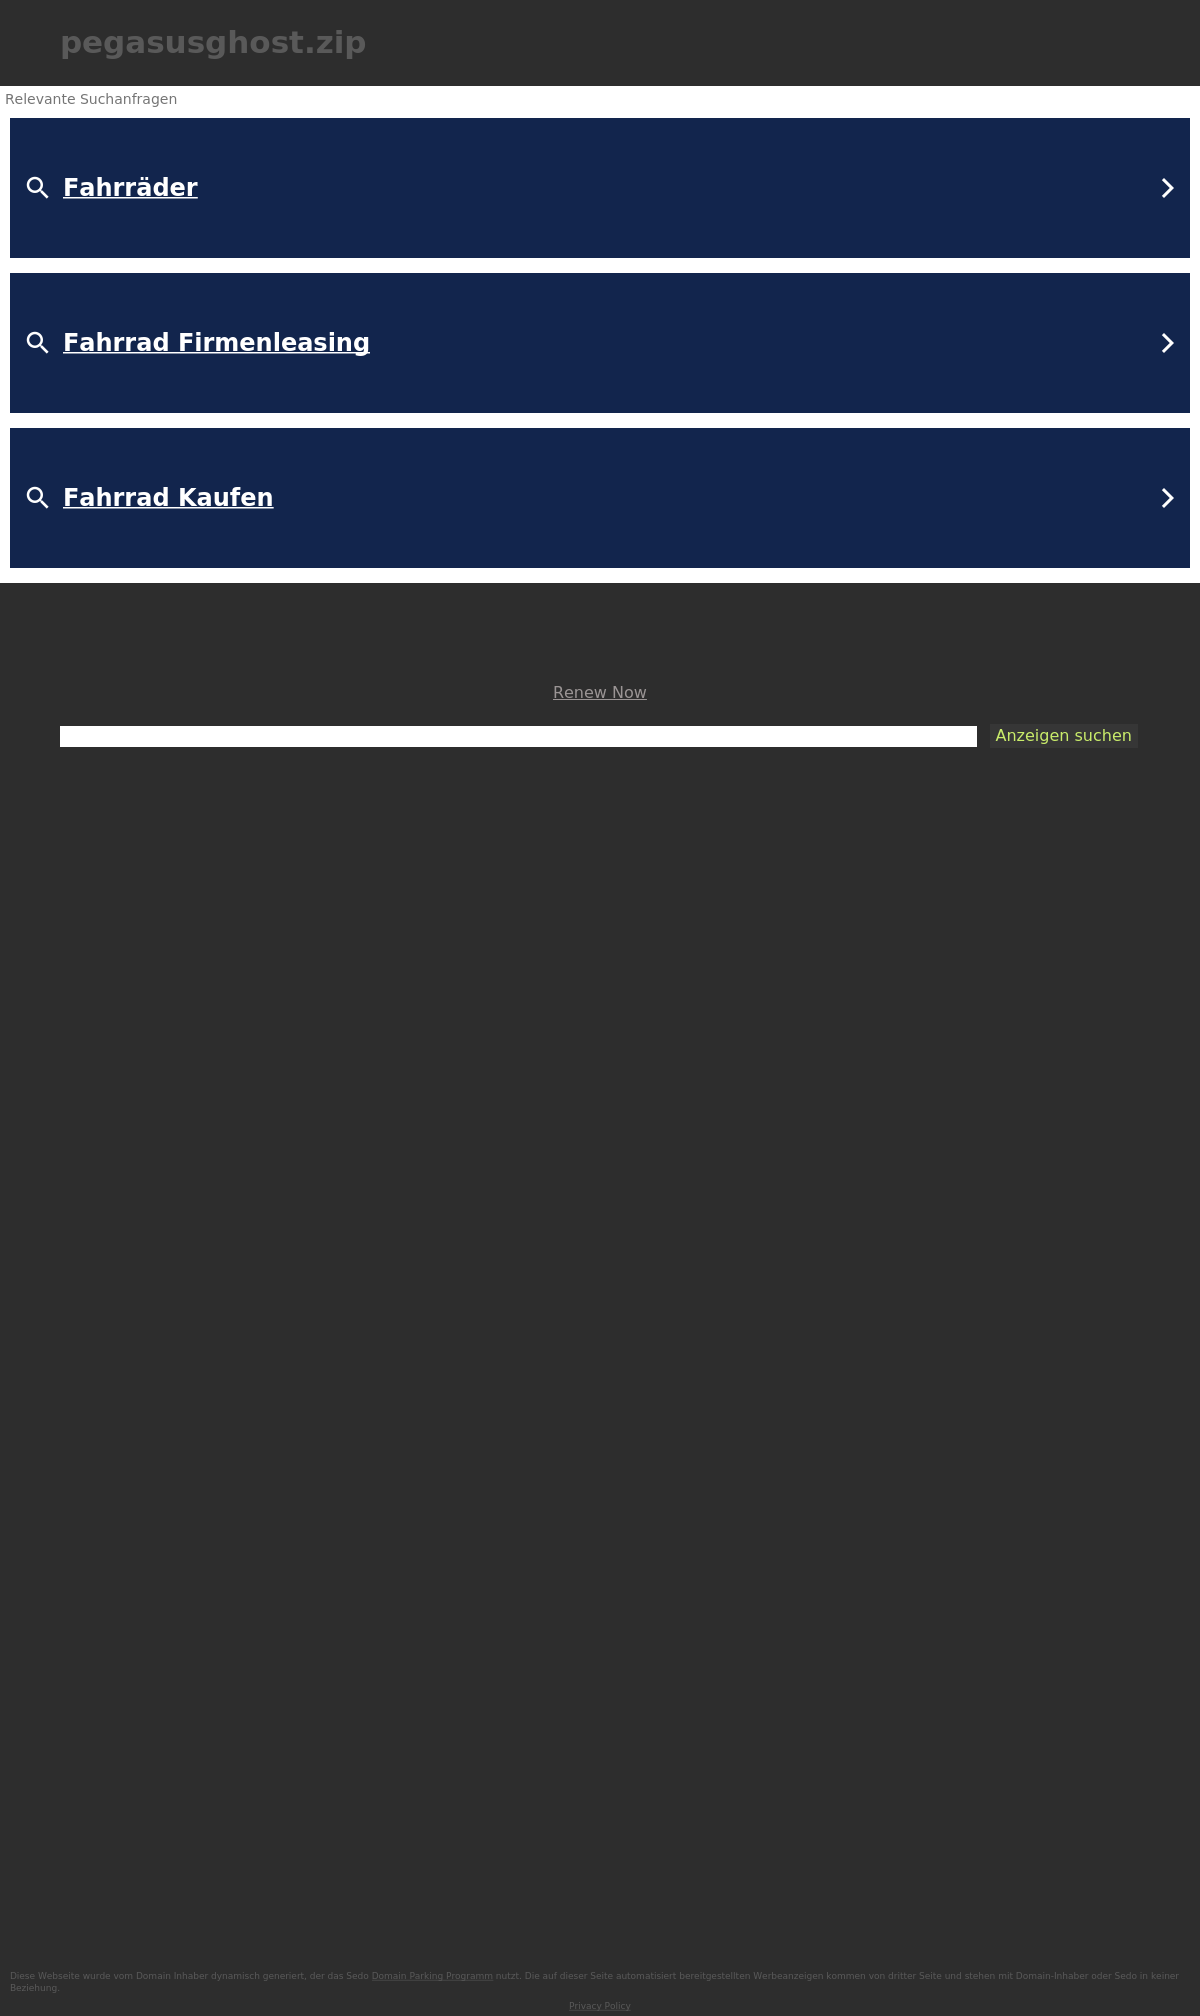 pegasusghost.zip
Relevante Suchanfragen
Fahrräder
Fahrrad Firmenleasing
Fahrrad Kaufen
Renew Now
Anzeigen suchen
Diese Webseite wurde vom Domain Inhaber dynamisch generiert, der das Sedo Domain Parking Programm nutzt. Die auf dieser Seite automatisiert bereitgestellten Werbeanzeigen kommen von dritter Seite und stehen mit Domain-Inhaber oder Sedo in keiner
Beziehung.
Privacy Policy